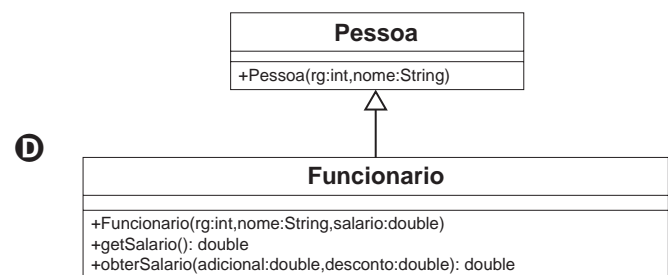 Pessoa
+Pessoa(rg:int,nome:String)
D
Funcionario
+Funcionario(rg:int,nome:String,salario:double)
+getSalario(): double
+obterSalario(adicional:double,desconto:double): double